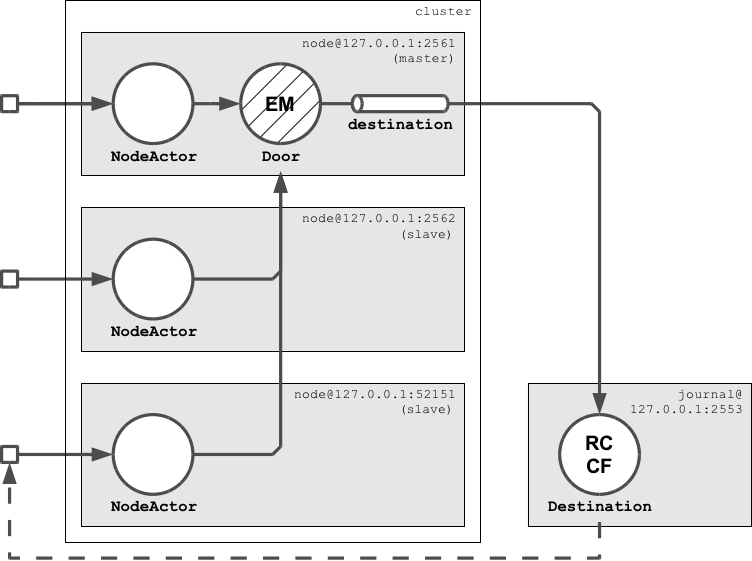 cluster
node@127.0.0.1:2561
(master)
EM
destination
NodeActor
Door
node@127.0.0.1:2562
(slave)
NodeActor
node@127.0.0.1:52151
(slave)
NodeActor
journal@
127.0.0.1:2553
RC
CF
Destination